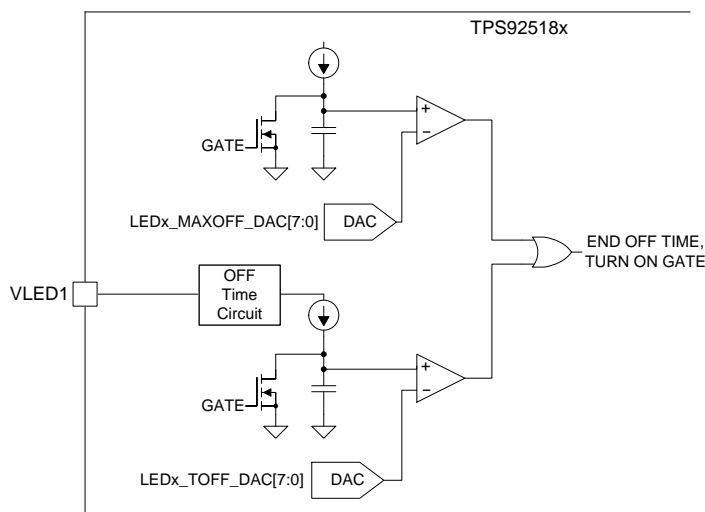 TPS92518x
+
−
GATE
LEDx_MAXOFF_DAC[7:0]
DAC
END OFF TIME,
TURN ON GATE
OFF
Time
Circuit
VLED1
+
−
GATE
LEDx_TOFF_DAC[7:0]
DAC